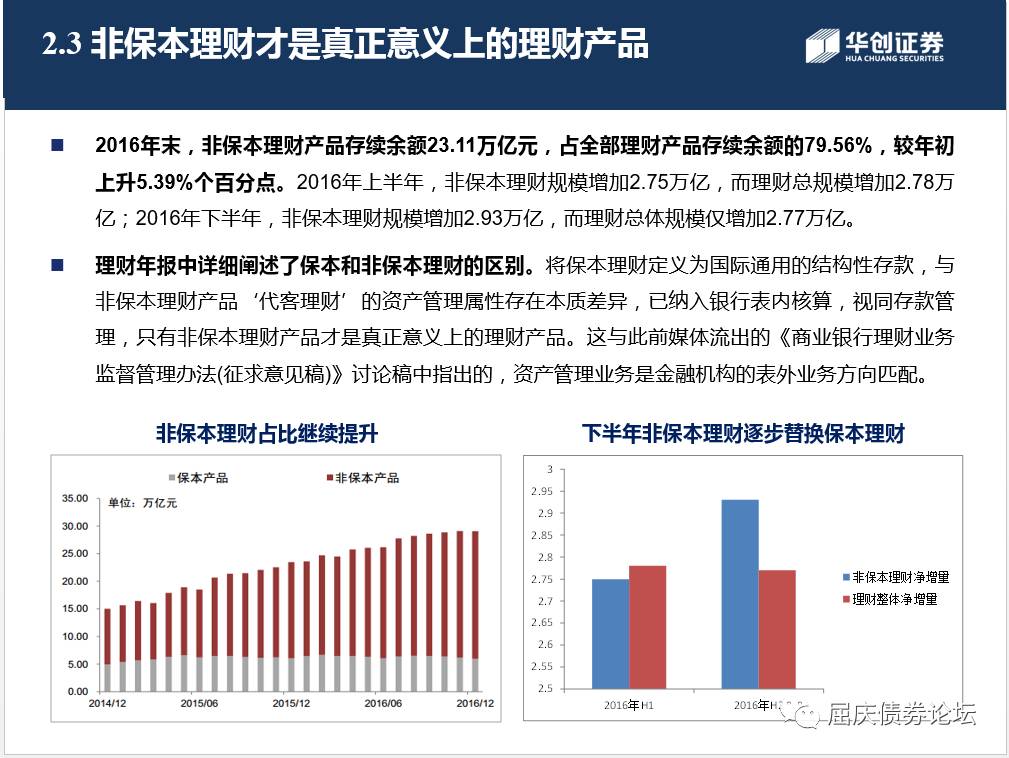 2.3 非保本理财才是真正意义上的理财产品
华创证券
HUA CHUANG SECURITIES
2016年末，非保本理财产品存续余额23.11万亿元，占全部理财产品存续余额的79.56%，较年初
上升5.39%个百分点。2016年上半年，非保本理财规模增加2.75万亿，而理财总规模增加2.78万
亿；2016年下半年，非保本理财规模增加2.93万亿，而理财总体规模仅增加2.77万亿。
理财年报中详细阐述了保本和非保本理财的区别。将保本理财定义为国际通用的结构性存款，与
非保本理财产品‘代客理财’的资产管理属性存在本质差异，已纳入银行表内核算，视同存款管
理，只有非保本理财产品才是真正意义上的理财产品。这与此前媒体流出的《商业银行理财业务
监督管理办法(征求意见稿)》讨论稿中指出的，资产管理业务是金融机构的表外业务方向匹配。
非保本理财占比继续提升
保本产品 非保本产品
单位：万亿元
35.00
30.00
25.00
20.00
15.00
10.00
5.00
0.00
2014/12 2015/06 2015/12 2016/06 2016/12
下半年非保本理财逐步替换保本理财
3
2.95
2.9
2.85
2.8
2.75
2.7
2.65
2.6
2.55
2.5
2016年H1 2016年H
非保本理财净增量
理财整体净增量
屈庆债券论坛